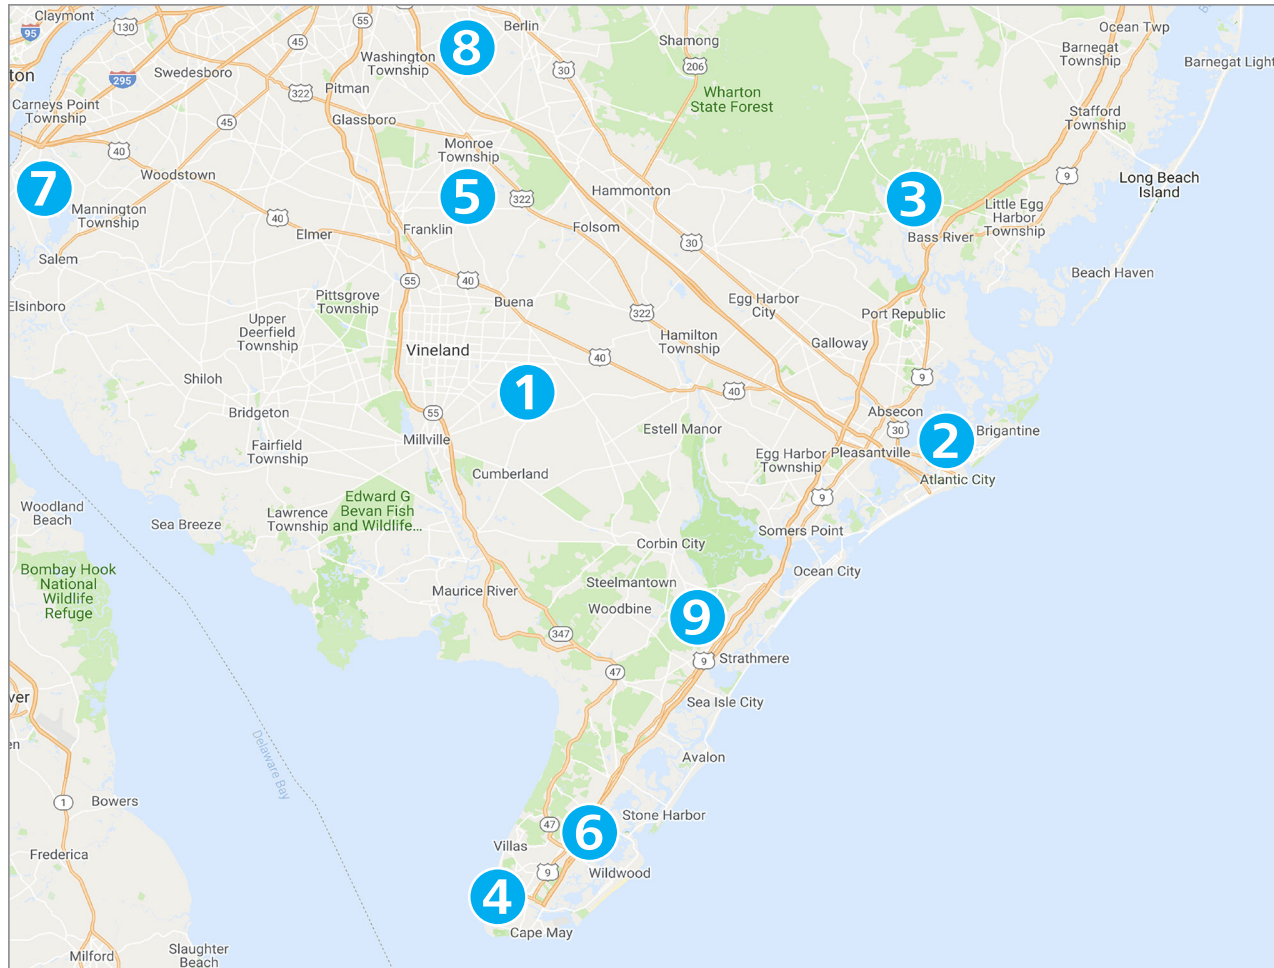 Claymont
95
130
55
Berlin
8
Ocean Twp
45
Washington
Township
Shamong
Barnegat
Township
ton
Swedesboro
295
30
206
Barnegat Light
Pitman
322
Wharton
State Forest
Carneys Point
Township
Glassboro
45
Stafford
Township
40
Monroe
Township
Woodstown
9
Long Beach
Island
7
5
322
Hammonton
3
Mannington
Township
40
Little Egg
Harbor
Township
Elmer
Franklin
Folsom
30
Bass River
Salem
Beach Haven
55
40
Elsinboro
Pittsgrove
Township
Buena
Egg Harbor
City
322
Port Republic
Upper
Deerfield
Township
Hamilton
Township
Galloway
Vineland
40
Shiloh
9
1
40
Bridgeton
55
Absecon
Estell Manor
30
2
Brigantine
Millville
Fairfield
Township
Egg Harbor
Township
Pleasantville
Cumberland
Atlantic City
Edward G
Bevan Fish
and Wildlife...
9
Woodland
Beach
Lawrence
Township
Sea Breeze
Somers Point
Corbin City
Bombay Hook
National
Wildlife
Refuge
Ocean City
Steelmantown
Maurice River
Woodbine
9
347
9
Strathmere
47
ver
Sea Isle City
en
Delaware Bay
Avalon
1
Bowers
Stone Harbor
47
6
Villas
Frederica
9
Wildwood
4
Cape May
Slaughter
Beach
Milford